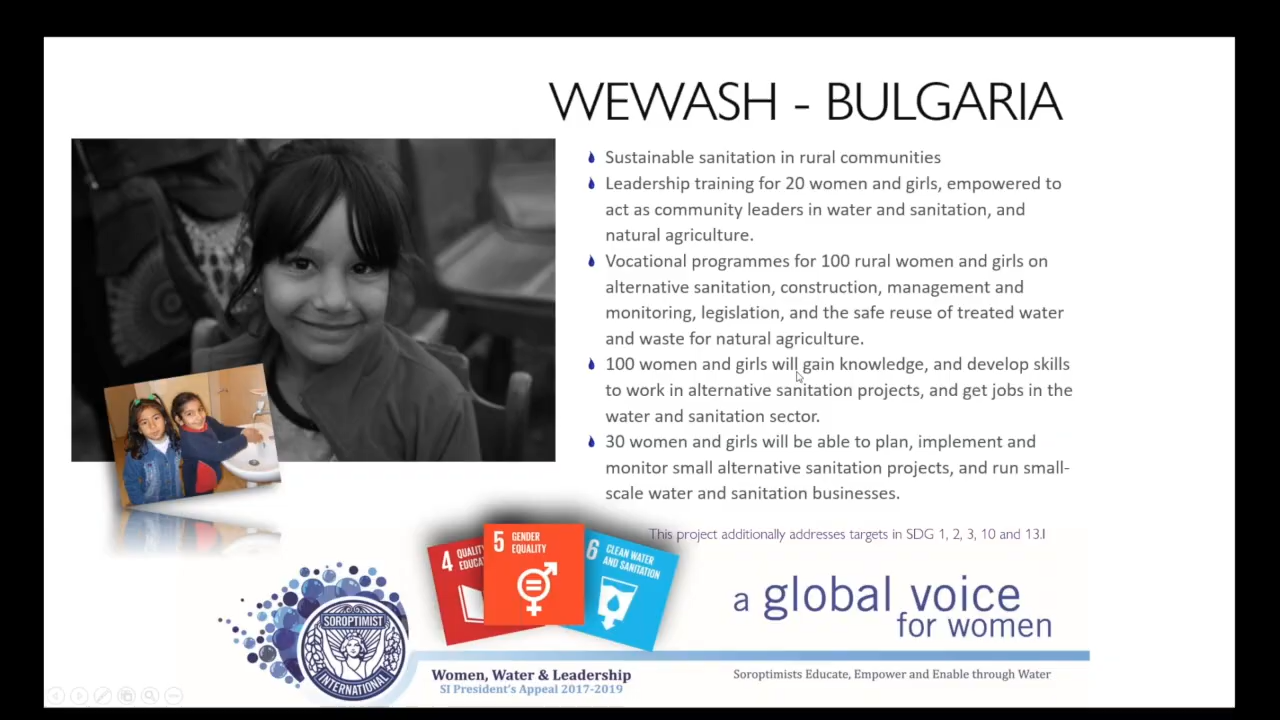 WEWASH - BULGARIA
Sustainable sanitation in rural communities
Leadership training for 20 women and girls, empowered to
act as community leaders in water and sanitation, and
natural agriculture.
Vocational programmes for 100 rural women and girls on
alternative sanitation, construction, management and
monitoring, legislation, and the safe reuse of treated water
and waste for natural agriculture.
100 women and girls will gain knowledge, and develop skills
to work in alternative sanitation projects, and get jobs in the
water and sanitation sector.
30 women and girls will be able to plan, implement and
monitor small alternative sanitation projects, and run small-
scale water and sanitation businesses.
This project additionally addresses targets in SDG 1, 2, 3, 10 and 13.1
4 QUALITY
EDUCA
5 GENDER
EQUALITY
6 CLEAN WATER
AND SANITATION
SOROPTIMIST
INTERNATIONAL
a global voice
for women
Women, Water & Leadership
SI President's Appeal 2017-2019
Soroptimists Educate, Empower and Enable through Water